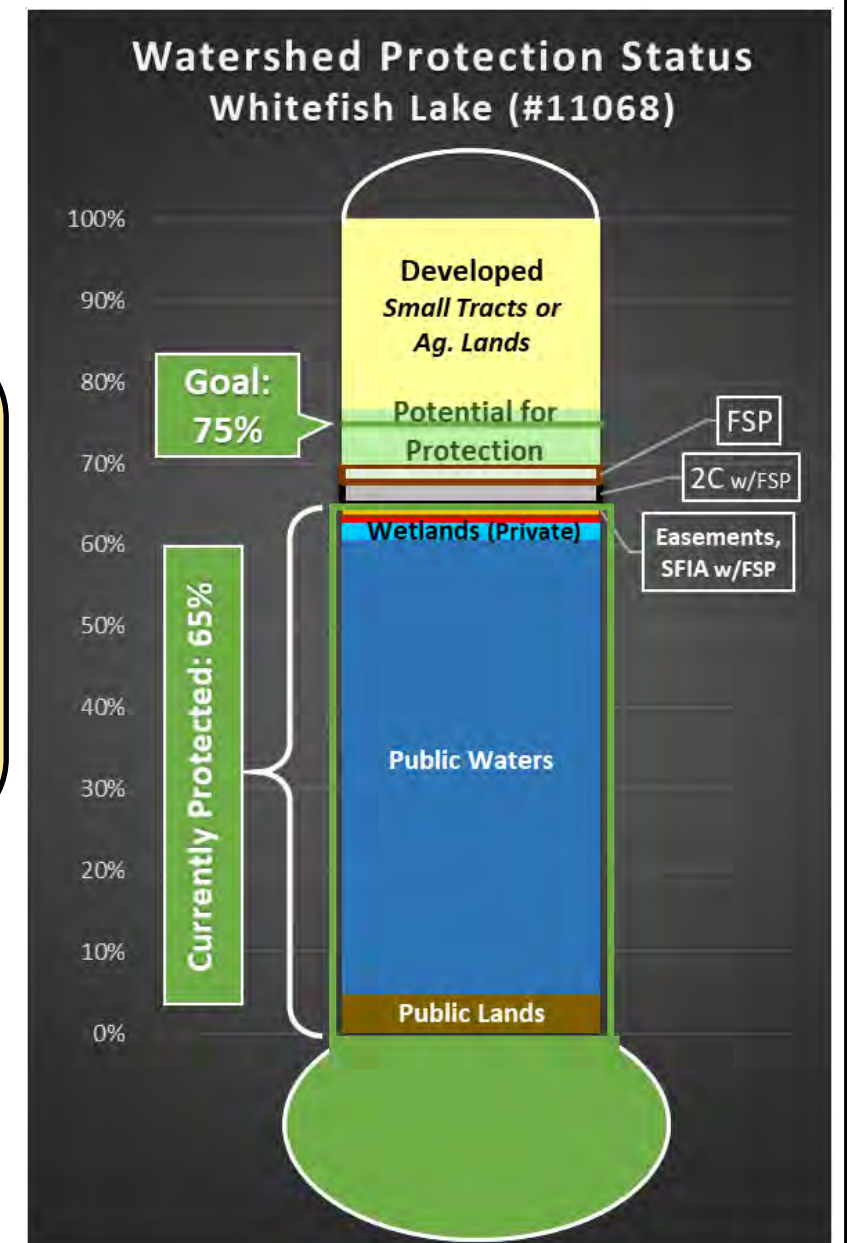 Watershed Protection Status
Whitefish Lake (#11068)
100%
90%
80%
70%
60%
50%
40%
30%
20%
10%
0%
Goal:
75%
Currently Protected: 65%
Developed
Small Tracts or
Ag. Lands
Potential for
Protection
FSP
2C w/FSP
Easements,
SFIA w/FSP
Wetlands (Private)
Public Waters
Public Lands